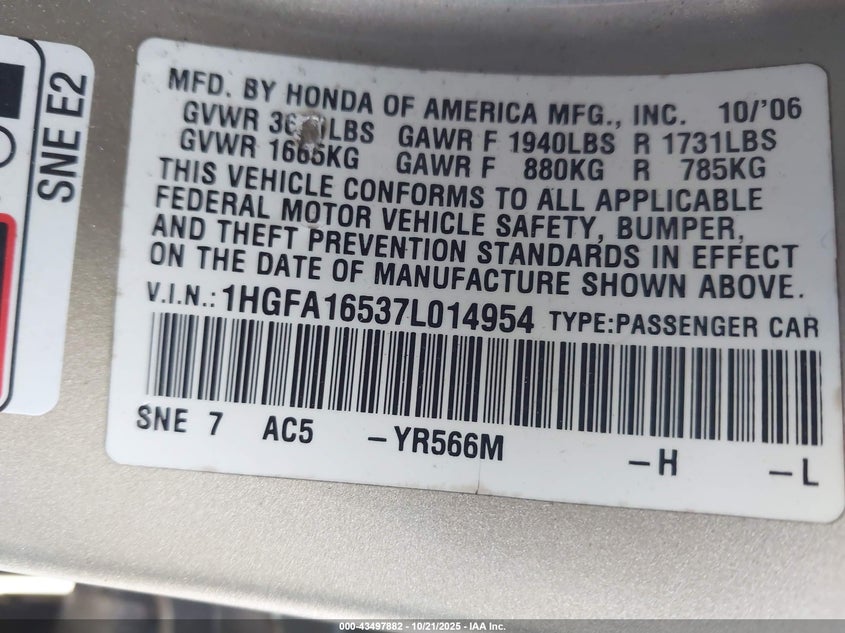 SNE E2
MFD. BY HONDA OF AMERICA MFG., INC. 10/'06
GVWR LBS GAWR F 1940LBS R 1731LBS
GVWR 1665KG GAWR F 880KG R 785KG
THIS VEHICLE CONFORMS TO ALL APPLICABLE
FEDERAL MOTOR VEHICLE SAFETY, BUMPER,
AND THEFT PREVENTION STANDARDS IN EFFECT
ON THE DATE OF MANUFACTURE SHOWN ABOVE.
V.I.N.: 1HGFA16537L014954 TYPE:PASSENGER CAR
SNE 7 AC5 -YR566M -H -L
000-43497882 - 10/21/2025 - IAA Inc.